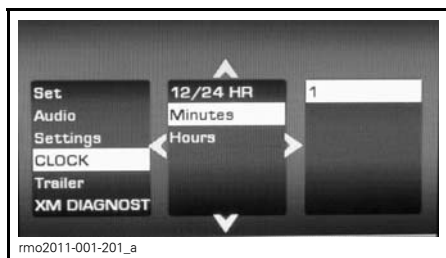 Set
Audio
Settings
CLOCK
Trailer
XM DIAGNOST
12/24 HR
Minutes
Hours
1
rmo2011-001-201_a